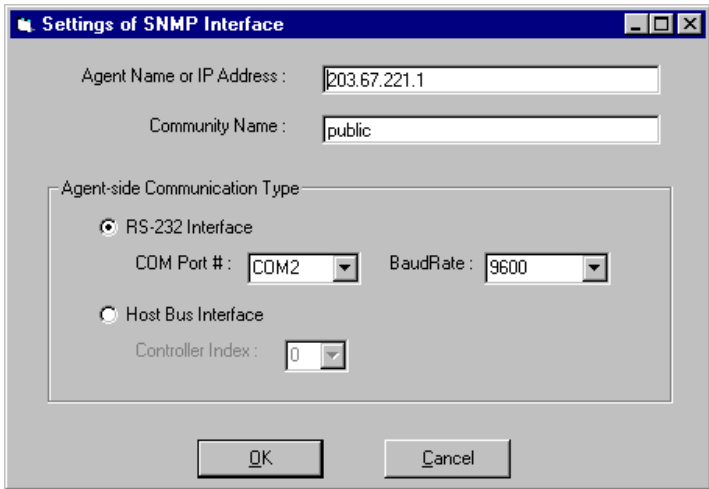 Settings of SNMP Interface
Agent Name or IP Address : 203.67.221.1
Community Name : public
Agent-side Communication Type
RS-232 Interface
COM Port # : COM2 BaudRate : 9600
Host Bus Interface
Controller Index : 0
OK Cancel